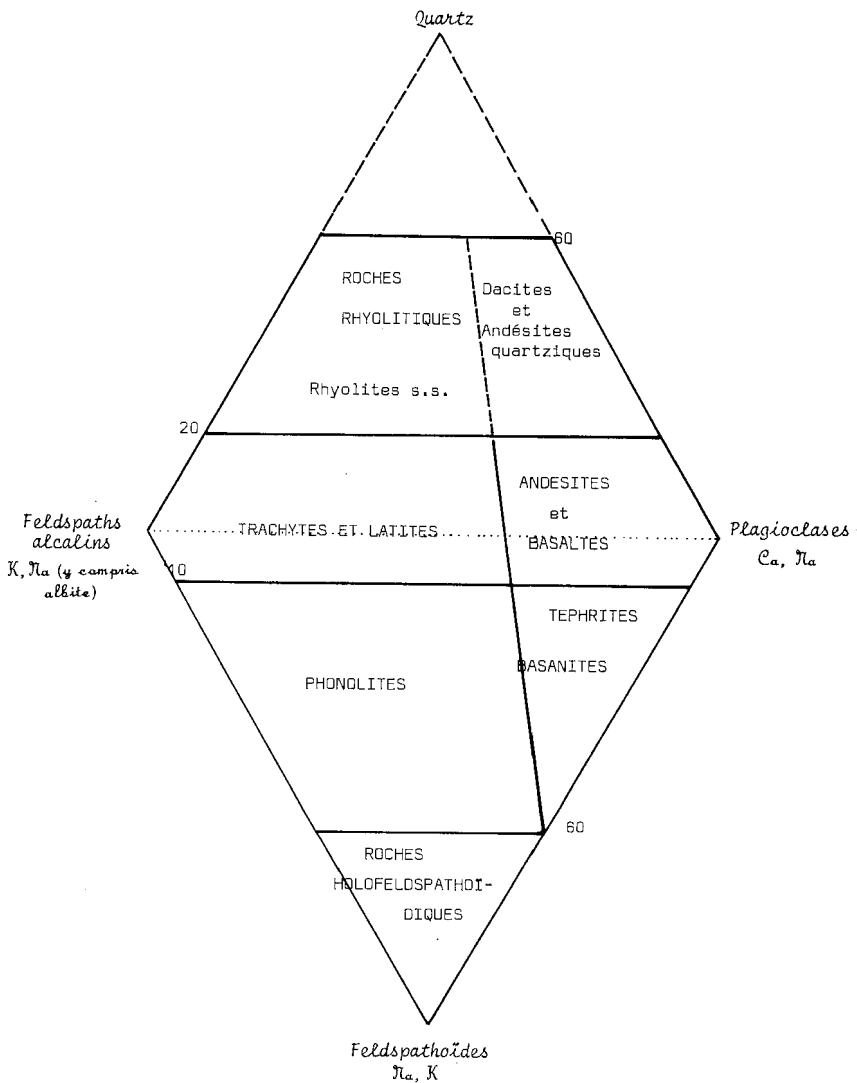 Quartz
60
ROCHES
RHYOLITIQUES
Dacites
et
Andésites
quartziques
Rhyolites s.s.
20
ANDESITES
et
BASALTES
TRACHYTES ET LATITES
Feldspaths
alcalins
K, Na (y compris
albite)
Plagioclases
Ca, Na
10
TEPHRITES
BASANITES
PHONOLITES
60
ROCHES
HOLOFELDSPATHOÏ-
DIQUES
Feldspathoïdes
Na, K